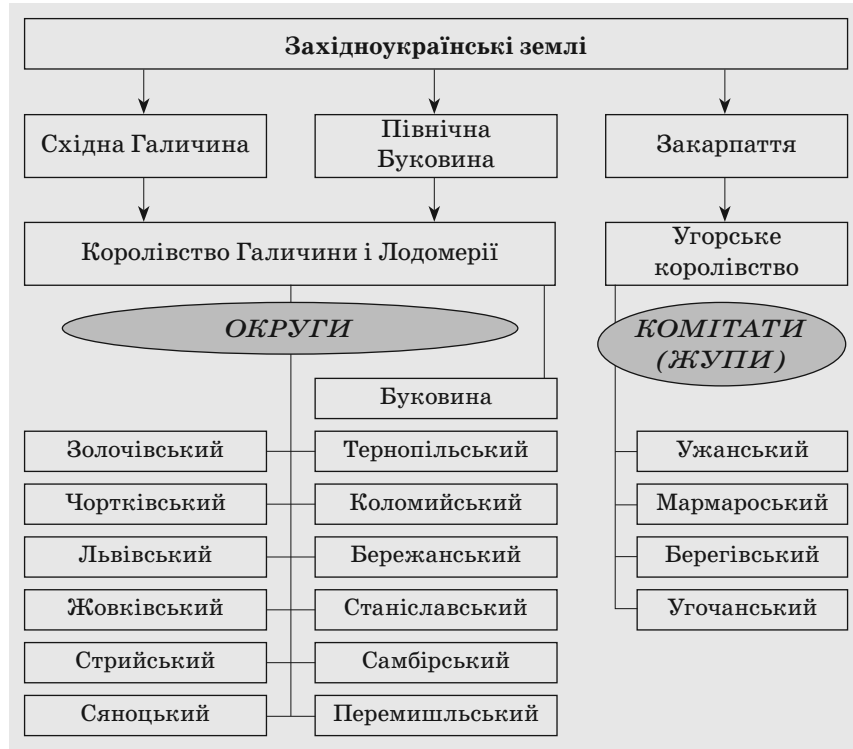 Західноукраїнські землі
Східна Галичина
Північна
Буковина
Закарпаття
Королівство Галичини і Лодомерії
Угорське
королівство
ОКРУГИ
КОМІТАТИ
(ЖУПИ)
Буковина
Золочівський
Тернопільський
Ужанський
Чортківський
Коломийський
Мармароський
Львівський
Бережанський
Берегівський
Жовківський
Станіславський
Угочанський
Стрийський
Самбірський
Сяноцький
Перемишльський